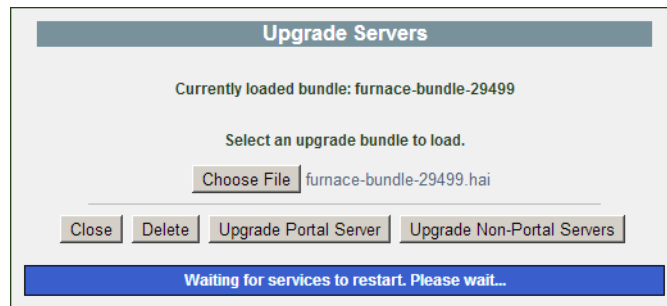 Upgrade Servers
Currently loaded bundle: furnace-bundle-29499
Select an upgrade bundle to load.
Choose File furnace-bundle-29499.hai
Close Delete Upgrade Portal Server Upgrade Non-Portal Servers
Waiting for services to restart. Please wait...